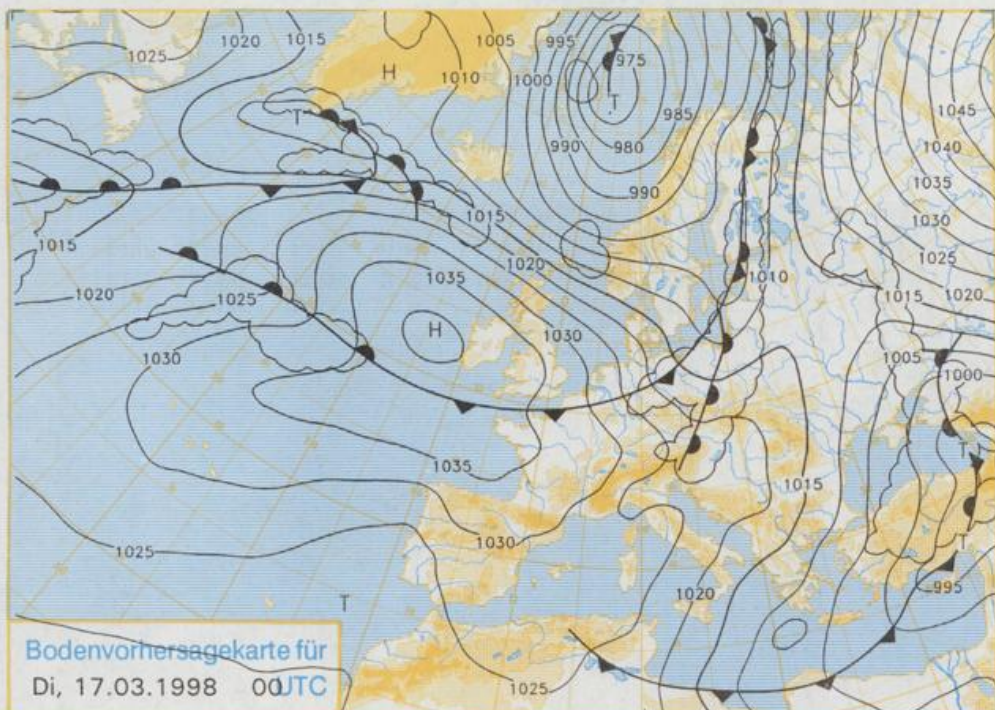 1020 1015 1005 995 975
1025 H 1010 1000 T 985 1045
T 990 980 1040
990 1035
1015 1030
1015 1020 1010 1025
1020 1025 1035 1015 1020
H 1030
1030 1005 1000
T
1035 1015
1030 T
1025
T 1020 995
Bodenvorhersagekarte für
Di, 17.03.1998 00UTC
1025